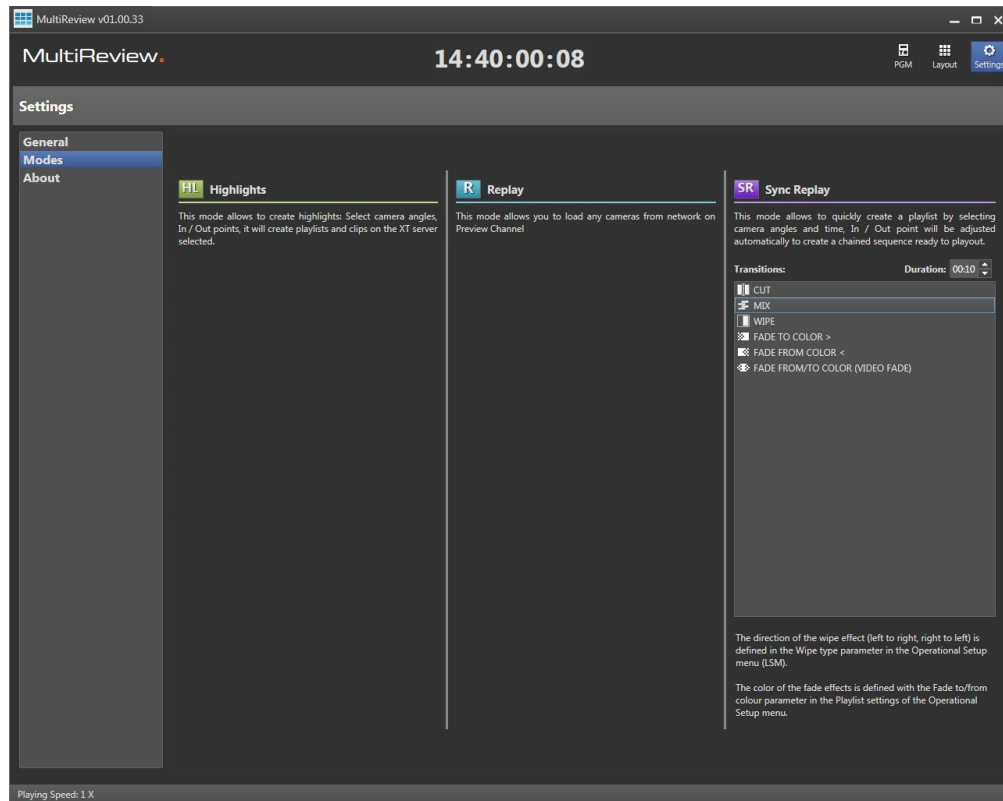 MultiReview v01.00.33
MultiReview.
14:40:00:08
PGM
Layout
Settings
Settings
General
Modes
About
HL Highlights
This mode allows to create highlights: Select camera angles,
In / Out points, it will create playlists and clips on the XT server
selected.
R Replay
This mode allows you to load any cameras from network on
Preview Channel
SR Sync Replay
This mode allows to quickly create a playlist by selecting
camera angles and time, In / Out point will be adjusted
automatically to create a chained sequence ready to playout.
Transitions: Duration: 00:10
CUT
MIX
WIPE
FADE TO COLOR >
FADE FROM COLOR <
FADE FROM/TO COLOR (VIDEO FADE)
The direction of the wipe effect (left to right, right to left) is
defined in the Wipe type parameter in the Operational Setup
menu (LSM).
The color of the fade effects is defined with the Fade to/from
colour parameter in the Playlist settings of the Operational
Setup menu.
Playing Speed: 1 X